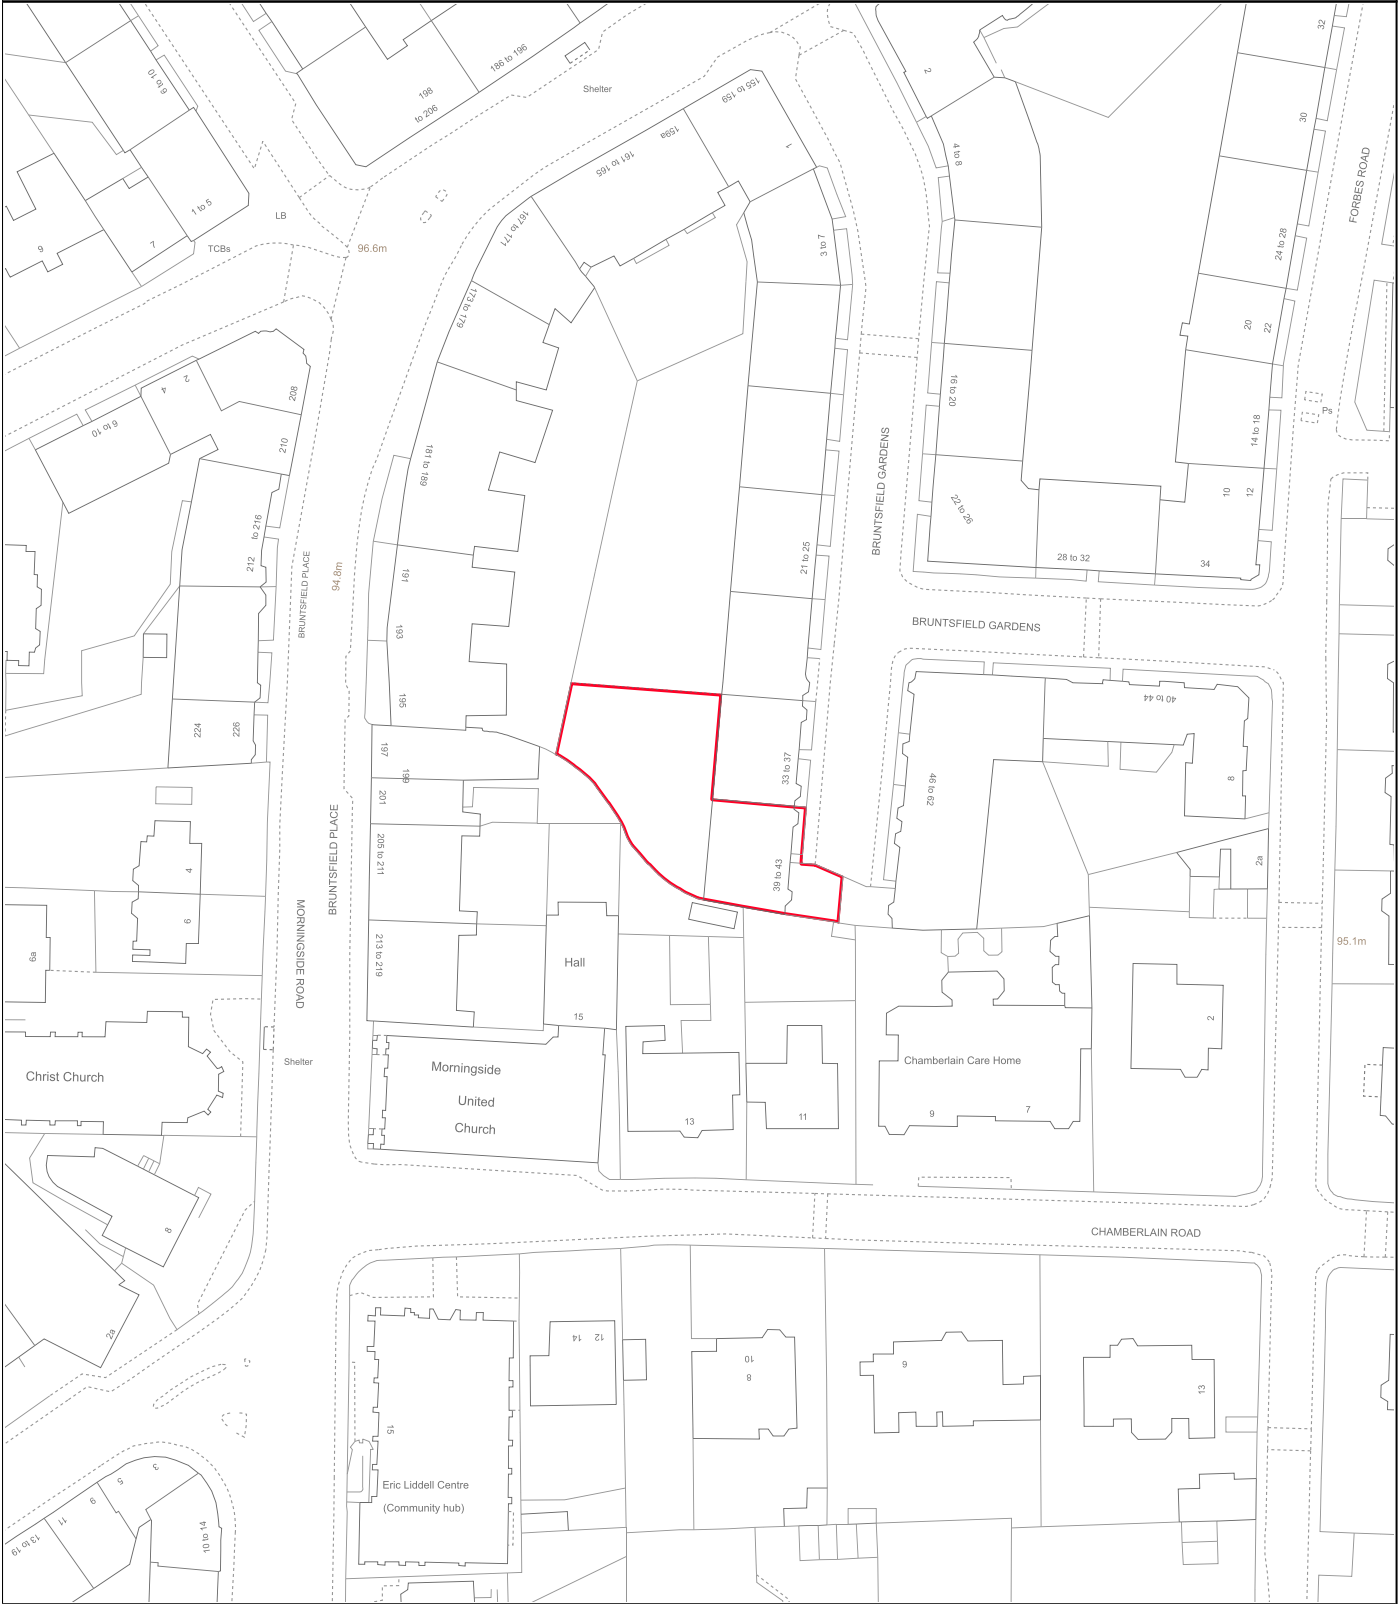 32
186 to 196
2
9 to 10
198
to 206
Shelter
155 to 159
159a
161 to 165
1
30
4 to 8
FORBES ROAD
1 to 5
LB
167 to 171
9
7
TCBs
96.6m
3 to 7
24 to 28
173 to 179
20
22
2
4
208
16 to 20
Ps
6 to 10
210
181 to 189
BRUNTSFIELD GARDENS
14 to 18
10
12
22 to 26
212
to 216
21 to 25
28 to 32
34
BRUNTSFIELD PLACE
94.8m
191
193
195
BRUNTSFIELD GARDENS
40 to 44
224
226
197
199
201
33 to 37
46 to 62
8
BRUNTSFIELD PLACE
205 to 211
4
6
39 to 43
2a
MORNINGSIDE ROAD
6a
213 to 219
Hall
15
95.1m
2
Christ Church
Shelter
Morningside
United
Church
Chamberlain Care Home
13
11
9
7
8
CHAMBERLAIN ROAD
2a
14
12
10
8
9
13
15
Eric Liddell Centre
(Community hub)
3
5
9
11
13 to 19
10 to 14